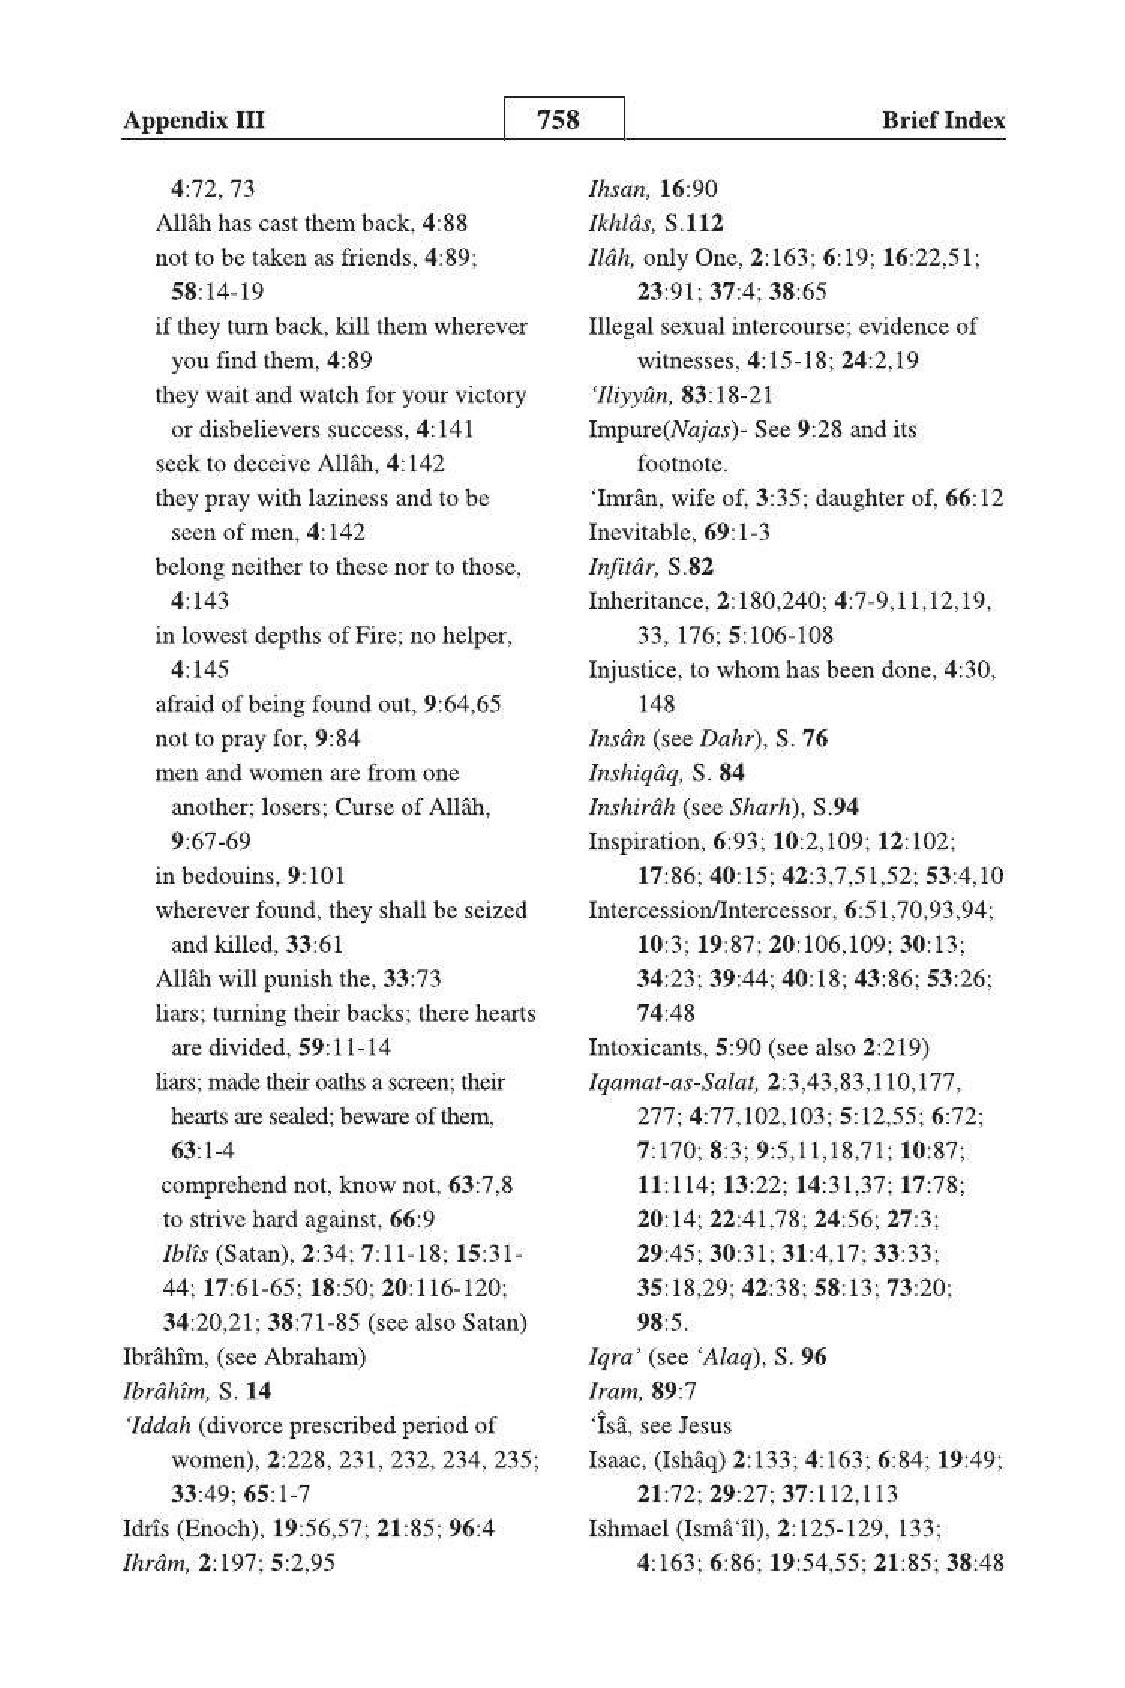 Appendix III 758 Brief Index
4:72, 73
Allâh has cast them back, 4:88
not to be taken as friends, 4:89;
58:14-19
if they turn back, kill them wherever
you find them, 4:89
they wait and watch for your victory
or disbelievers success, 4:141
seek to deceive Allâh, 4:142
they pray with laziness and to be
seen of men, 4:142
belong neither to these nor to those,
4:143
in lowest depths of Fire; no helper,
4:145
afraid of being found out, 9:64,65
not to pray for, 9:84
men and women are from one
another; losers; Curse of Allâh,
9:67-69
in bedouins, 9:101
wherever found, they shall be seized
and killed, 33:61
Allâh will punish the, 33:73
liars; turning their backs; there hearts
are divided, 59:11-14
liars; made their oaths a screen; their
hearts are sealed; beware of them,
63:1-4
comprehend not, know not, 63:7,8
to strive hard against, 66:9
Iblîs (Satan), 2:34; 7:11-18; 15:31-
44; 17:61-65; 18:50; 20:116-120;
34:20,21; 38:71-85 (see also Satan)
Ibrâhîm, (see Abraham)
Ibrâhîm, S. 14
‘Iddah (divorce prescribed period of
women), 2:228, 231, 232, 234, 235;
33:49; 65:1-7
Idrîs (Enoch), 19:56,57; 21:85; 96:4
Ihrâm, 2:197; 5:2,95
Ihsan, 16:90
Ikhlâs, S.112
Ilâh, only One, 2:163; 6:19; 16:22,51;
23:91; 37:4; 38:65
Illegal sexual intercourse; evidence of
witnesses, 4:15-18; 24:2,19
‘Iliyyûn, 83:18-21
Impure(Najas)- See 9:28 and its
footnote.
‘Imrân, wife of, 3:35; daughter of, 66:12
Inevitable, 69:1-3
Infitâr, S.82
Inheritance, 2:180,240; 4:7-9,11,12,19,
33, 176; 5:106-108
Injustice, to whom has been done, 4:30,
148
Insân (see Dahr), S. 76
Inshiqâq, S. 84
Inshirâh (see Sharh), S.94
Inspiration, 6:93; 10:2,109; 12:102;
17:86; 40:15; 42:3,7,51,52; 53:4,10
Intercession/Intercessor, 6:51,70,93,94;
10:3; 19:87; 20:106,109; 30:13;
34:23; 39:44; 40:18; 43:86; 53:26;
74:48
Intoxicants, 5:90 (see also 2:219)
Iqamat-as-Salat, 2:3,43,83,110,177,
277; 4:77,102,103; 5:12,55; 6:72;
7:170; 8:3; 9:5,11,18,71; 10:87;
11:114; 13:22; 14:31,37; 17:78;
20:14; 22:41,78; 24:56; 27:3;
29:45; 30:31; 31:4,17; 33:33;
35:18,29; 42:38; 58:13; 73:20;
98:5.
Iqra’ (see ‘Alaq), S. 96
Iram, 89:7
‘Îsâ, see Jesus
Isaac, (Ishâq) 2:133; 4:163; 6:84; 19:49;
21:72; 29:27; 37:112,113
Ishmael (Ismâ‘îl), 2:125-129, 133;
4:163; 6:86; 19:54,55; 21:85; 38:48